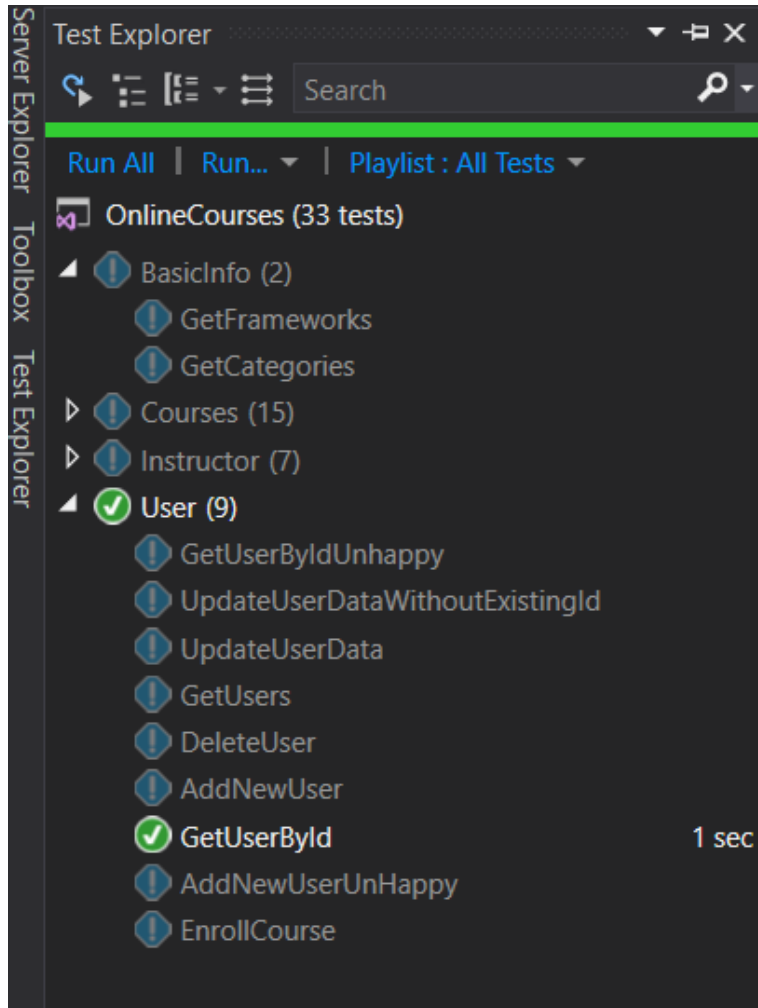 Server Explorer
Toolbox
Test Explorer
Test Explorer
Search
Run All | Run... | Playlist : All Tests
OnlineCourses (33 tests)
BasicInfo (2)
GetFrameworks
GetCategories
Courses (15)
Instructor (7)
User (9)
GetUserByIdUnhappy
UpdateUserDataWithoutExistingId
UpdateUserData
GetUsers
DeleteUser
AddNewUser
GetUserById 1 sec
AddNewUserUnHappy
EnrollCourse